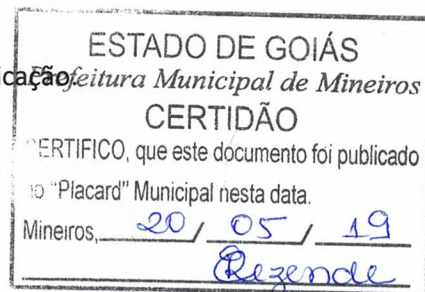 ESTADO DE GOIÁS
icação.
Prefeitura Municipal de Mineiros
CERTIDÃO
CERTIFICO, que este documento foi publicado
no "Placard" Municipal nesta data.
Mineiros, 20 / 05 / 19
Rezende